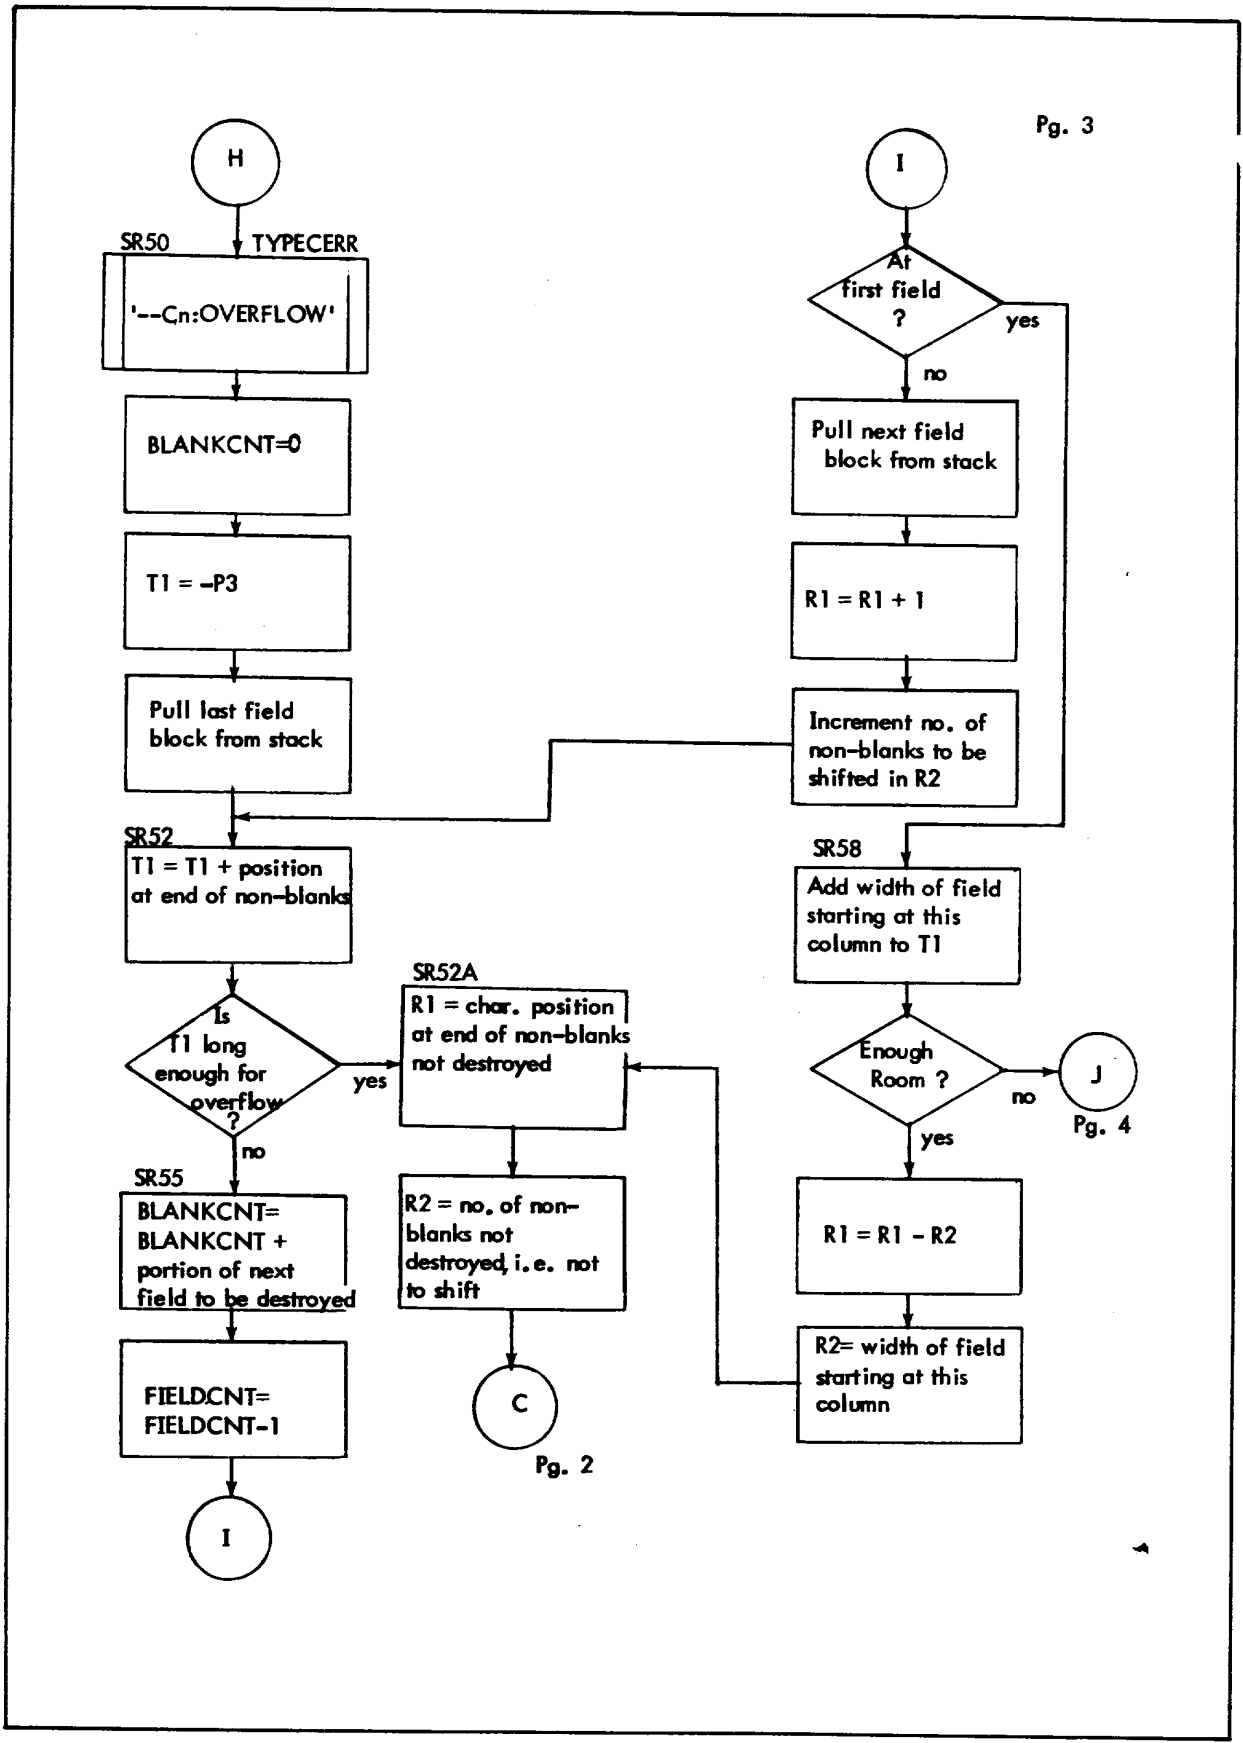 Pg. 3
H
SR50 TYPECERR
'--Cn:OVERFLOW'
BLANKCNT=0
T1 = -P3
Pull last field
block from stack
SR52
T1 = T1 + position
at end of non-blanks
Is
T1 long
enough for
overflow
?
yes
no
SR55
BLANKCNT=
BLANKCNT +
portion of next
field to be destroyed
FIELDCNT=
FIELDCNT-1
I
SR52A
R1 = char. position
at end of non-blanks
not destroyed
R2 = no. of non-
blanks not
destroyed, i.e. not
to shift
C
Pg. 2
I
At
first field
?
yes
no
Pull next field
block from stack
R1 = R1 + 1
Increment no. of
non-blanks to be
shifted in R2
SR58
Add width of field
starting at this
column to T1
Enough
Room ?
no
J
Pg. 4
yes
R1 = R1 - R2
R2= width of field
starting at this
column